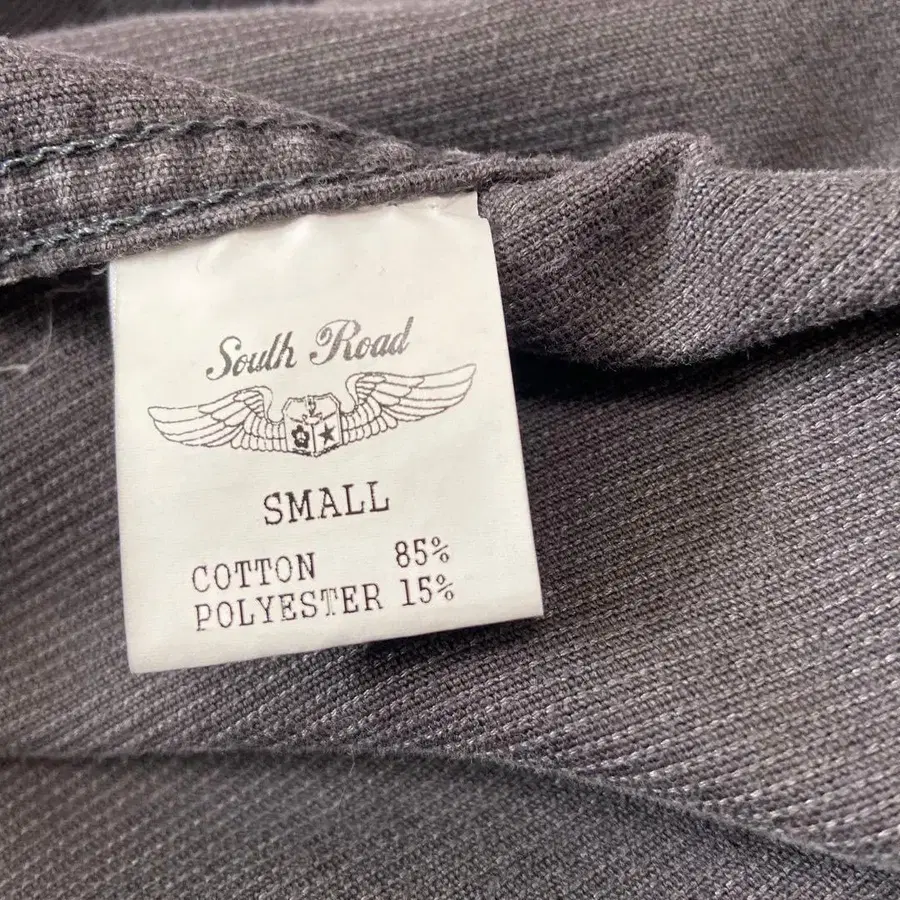 South Road
SMALL
COTTON 85%
POLYESTER 15%